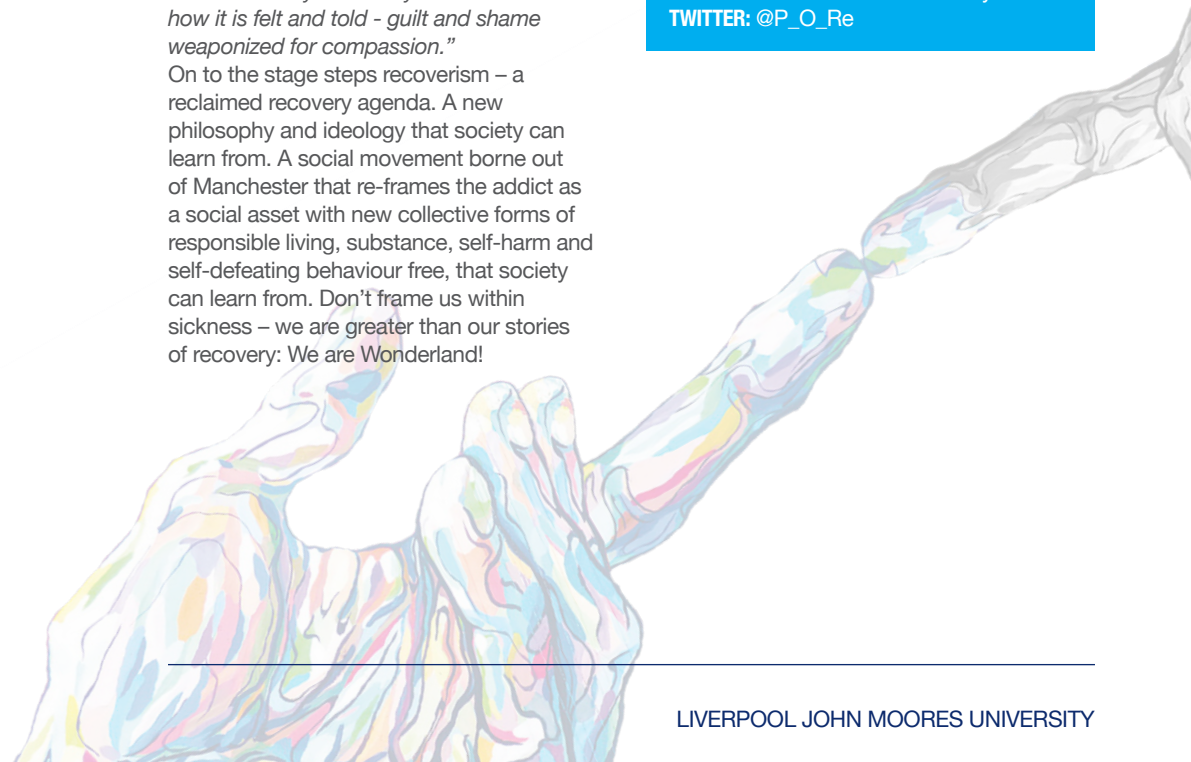 how it is felt and told - guilt and shame
weaponized for compassion.”
On to the stage steps recoverism – a
reclaimed recovery agenda. A new
philosophy and ideology that society can
learn from. A social movement borne out
of Manchester that re-frames the addict as
a social asset with new collective forms of
responsible living, substance, self-harm and
self-defeating behaviour free, that society
can learn from. Don’t frame us within
sickness – we are greater than our stories
of recovery: We are Wonderland!
TWITTER: @P_O_Re
LIVERPOOL JOHN MOORES UNIVERSITY